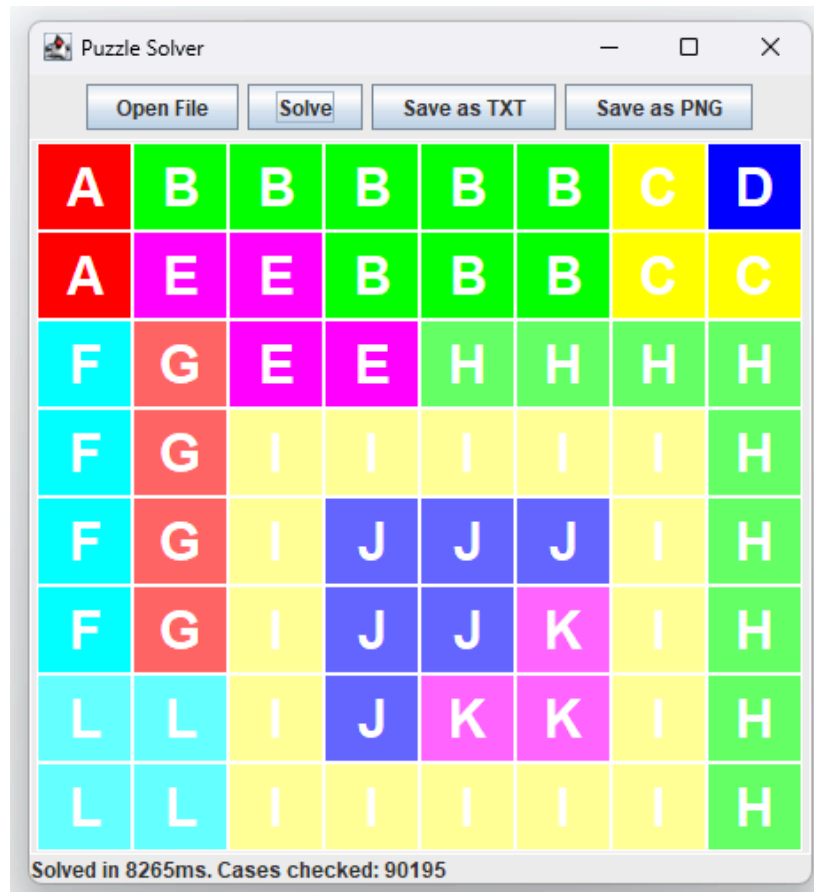 Puzzle Solver
Open File Solve Save as TXT Save as PNG
A B B B B B C D
A E E B B B C C
F G E E H H H H
F G I I I I I H
F G I J J J I H
F G I J J K I H
L L I J K K I H
L L I I I I I H
Solved in 8265ms. Cases checked: 90195